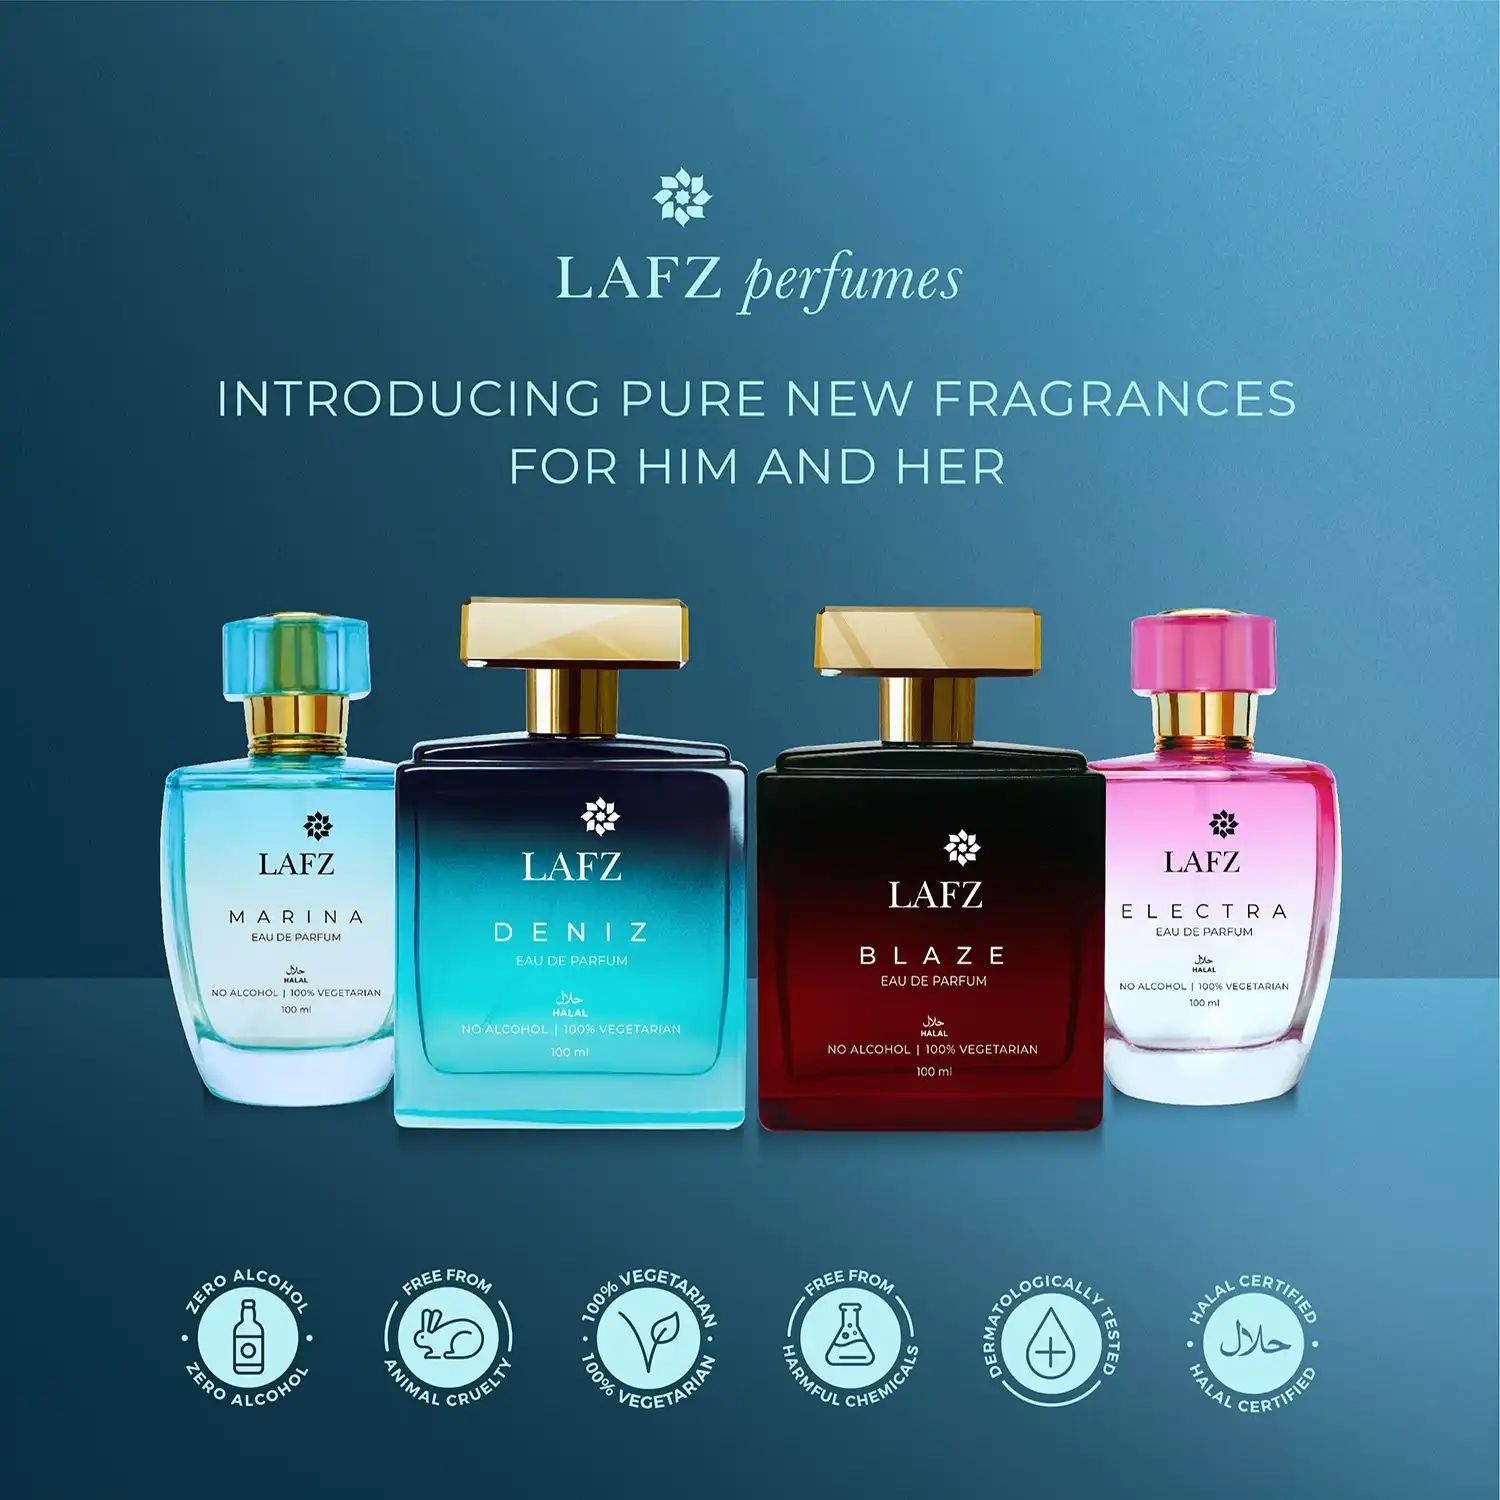 LAFZ perfumes
INTRODUCING PURE NEW FRAGRANCES
FOR HIM AND HER
LAFZ
MARINA
EAU DE PARFUM
حلال
HALAL
NO ALCOHOL | 100% VEGETARIAN
100 ml
LAFZ
DENIZ
EAU DE PARFUM
حلال
HALAL
NO ALCOHOL | 100% VEGETARIAN
100 ml
LAFZ
BLAZE
EAU DE PARFUM
حلال
HALAL
NO ALCOHOL | 100% VEGETARIAN
100 ml
LAFZ
ELECTRA
EAU DE PARFUM
حلال
HALAL
NO ALCOHOL | 100% VEGETARIAN
100 ml
ZERO ALCOHOL
ZERO ALCOHOL
FREE FROM
ANIMAL CRUELTY
100% VEGETARIAN
100% VEGETARIAN
FREE FROM
HARMFUL CHEMICALS
DERMATOLOGICALLY TESTED
HALAL CERTIFIED
حلال
HALAL CERTIFIED